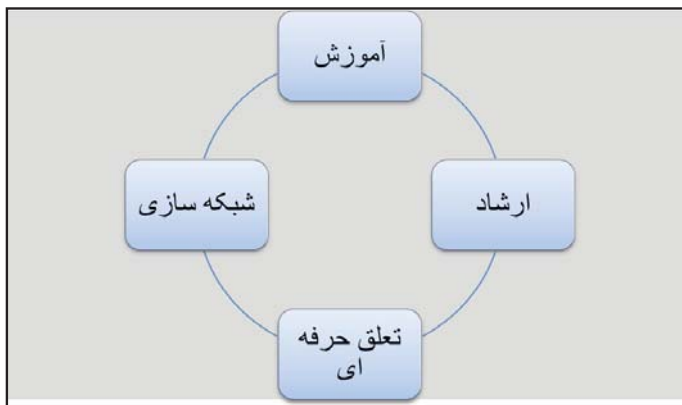 آموزش
ارشاد
تعلق حرفه
ای
شبکه سازی